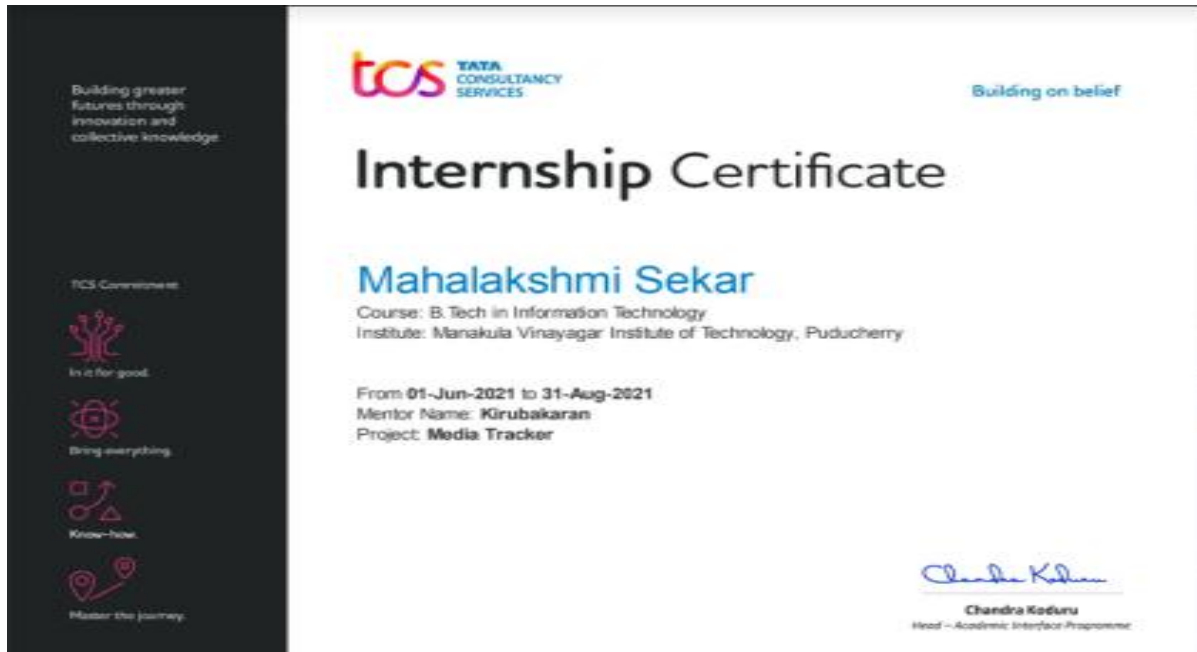 Building greater
futures through
innovation and
collective knowledge
TCS Commitment
In it for good.
Bring everything.
Know-how.
Master the journey.
tcs TATA
CONSULTANCY
SERVICES
Building on belief
Internship Certificate
Mahalakshmi Sekar
Course: B.Tech in Information Technology
Institute: Manakula Vinayagar Institute of Technology, Puducherry
From 01-Jun-2021 to 31-Aug-2021
Mentor Name: Kirubakaran
Project: Media Tracker
Chandra Koduru
Chandra Koduru
Head – Academic Interface Programme